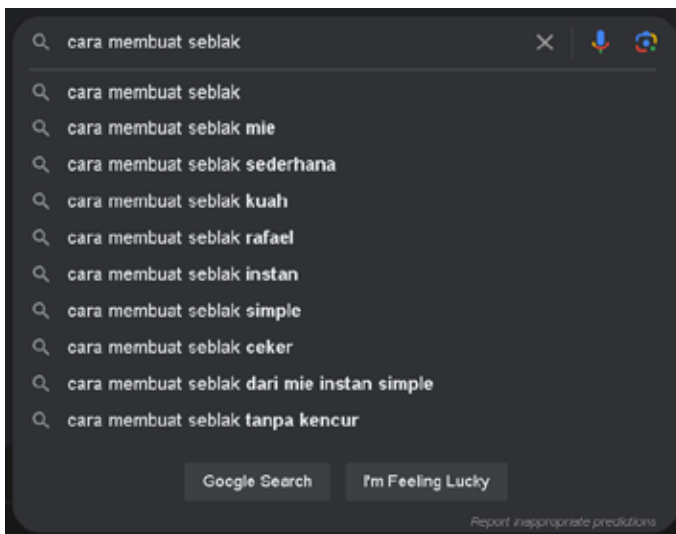 cara membuat seblak
cara membuat seblak
cara membuat seblak mie
cara membuat seblak sederhana
cara membuat seblak kuah
cara membuat seblak rafael
cara membuat seblak instan
cara membuat seblak simple
cara membuat seblak ceker
cara membuat seblak dari mie instan simple
cara membuat seblak tanpa kencur
Google Search I'm Feeling Lucky
Report inappropriate predictions